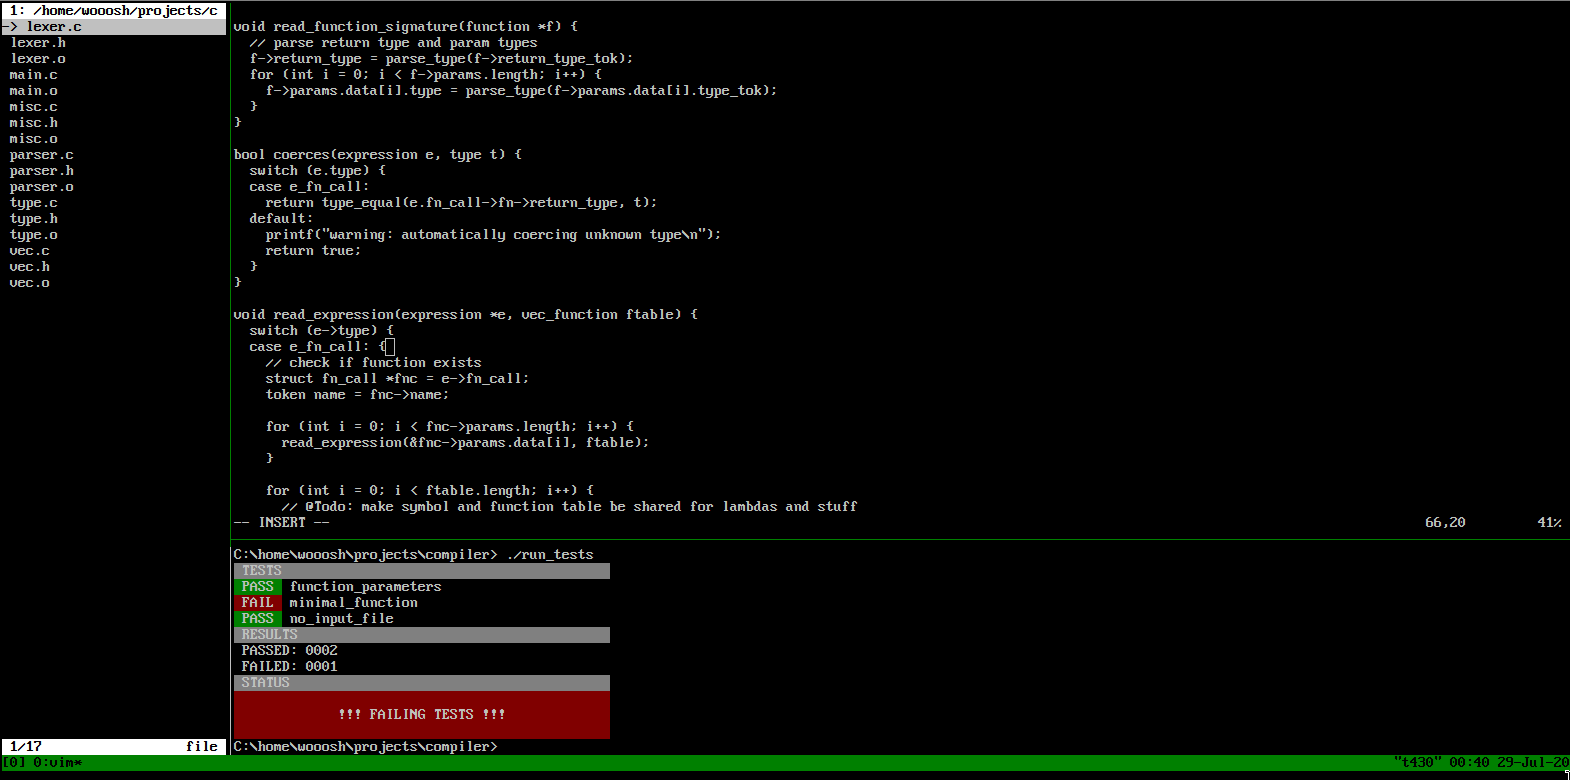 1: /home/wooosh/projects/c
-> lexer.c
lexer.h
lexer.o
main.c
main.o
misc.c
misc.h
misc.o
parser.c
parser.h
parser.o
type.c
type.h
type.o
vec.c
vec.h
vec.o
1/17 file
void read_function_signature(function *f) {
  // parse return type and param types
  f->return_type = parse_type(f->return_type_tok);
  for (int i = 0; i < f->params.length; i++) {
    f->params.data[i].type = parse_type(f->params.data[i].type_tok);
  }
}
bool coerces(expression e, type t) {
  switch (e.type) {
  case e_fn_call:
    return type_equal(e.fn_call->fn->return_type, t);
  default:
    printf("warning: automatically coercing unknown type\n");
    return true;
  }
}
void read_expression(expression *e, vec_function ftable) {
  switch (e->type) {
  case e_fn_call: {
    // check if function exists
    struct fn_call *fnc = e->fn_call;
    token name = fnc->name;
    for (int i = 0; i < fnc->params.length; i++) {
      read_expression(&fnc->params.data[i], ftable);
    }
    for (int i = 0; i < ftable.length; i++) {
      // @Todo: make symbol and function table be shared for lambdas and stuff
-- INSERT -- 66,20 41%
C:\home\wooosh\projects\compiler> ./run_tests
TESTS
PASS function_parameters
FAIL minimal_function
PASS no_input_file
RESULTS
PASSED: 0002
FAILED: 0001
STATUS
!!! FAILING TESTS !!!
C:\home\wooosh\projects\compiler>
[0] 0:vim* "t430" 00:40 29-Jul-20